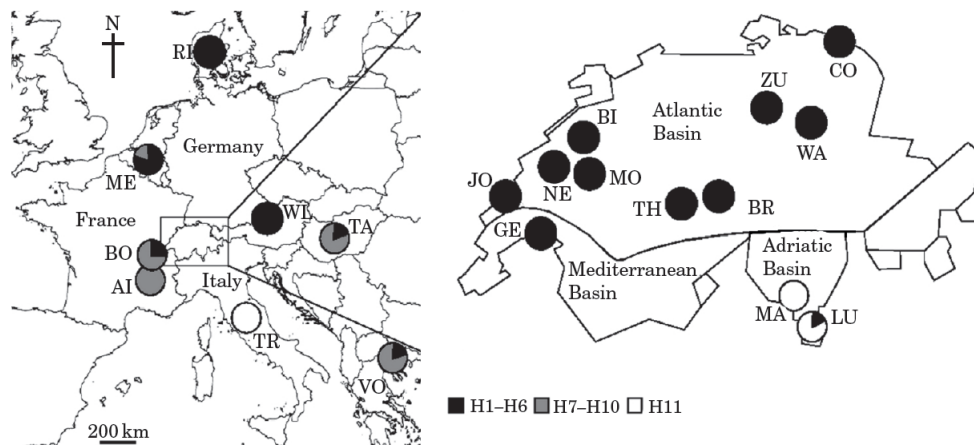 N
RI
Germany
ME
France
WL
TA
BO
AI
Italy
TR
VO
200 km
CO
ZU
Atlantic
Basin
BI
WA
NE
MO
JO
TH
BR
GE
Mediterranean
Basin
Adriatic
Basin
MA
LU
H1–H6
H7–H10
H11